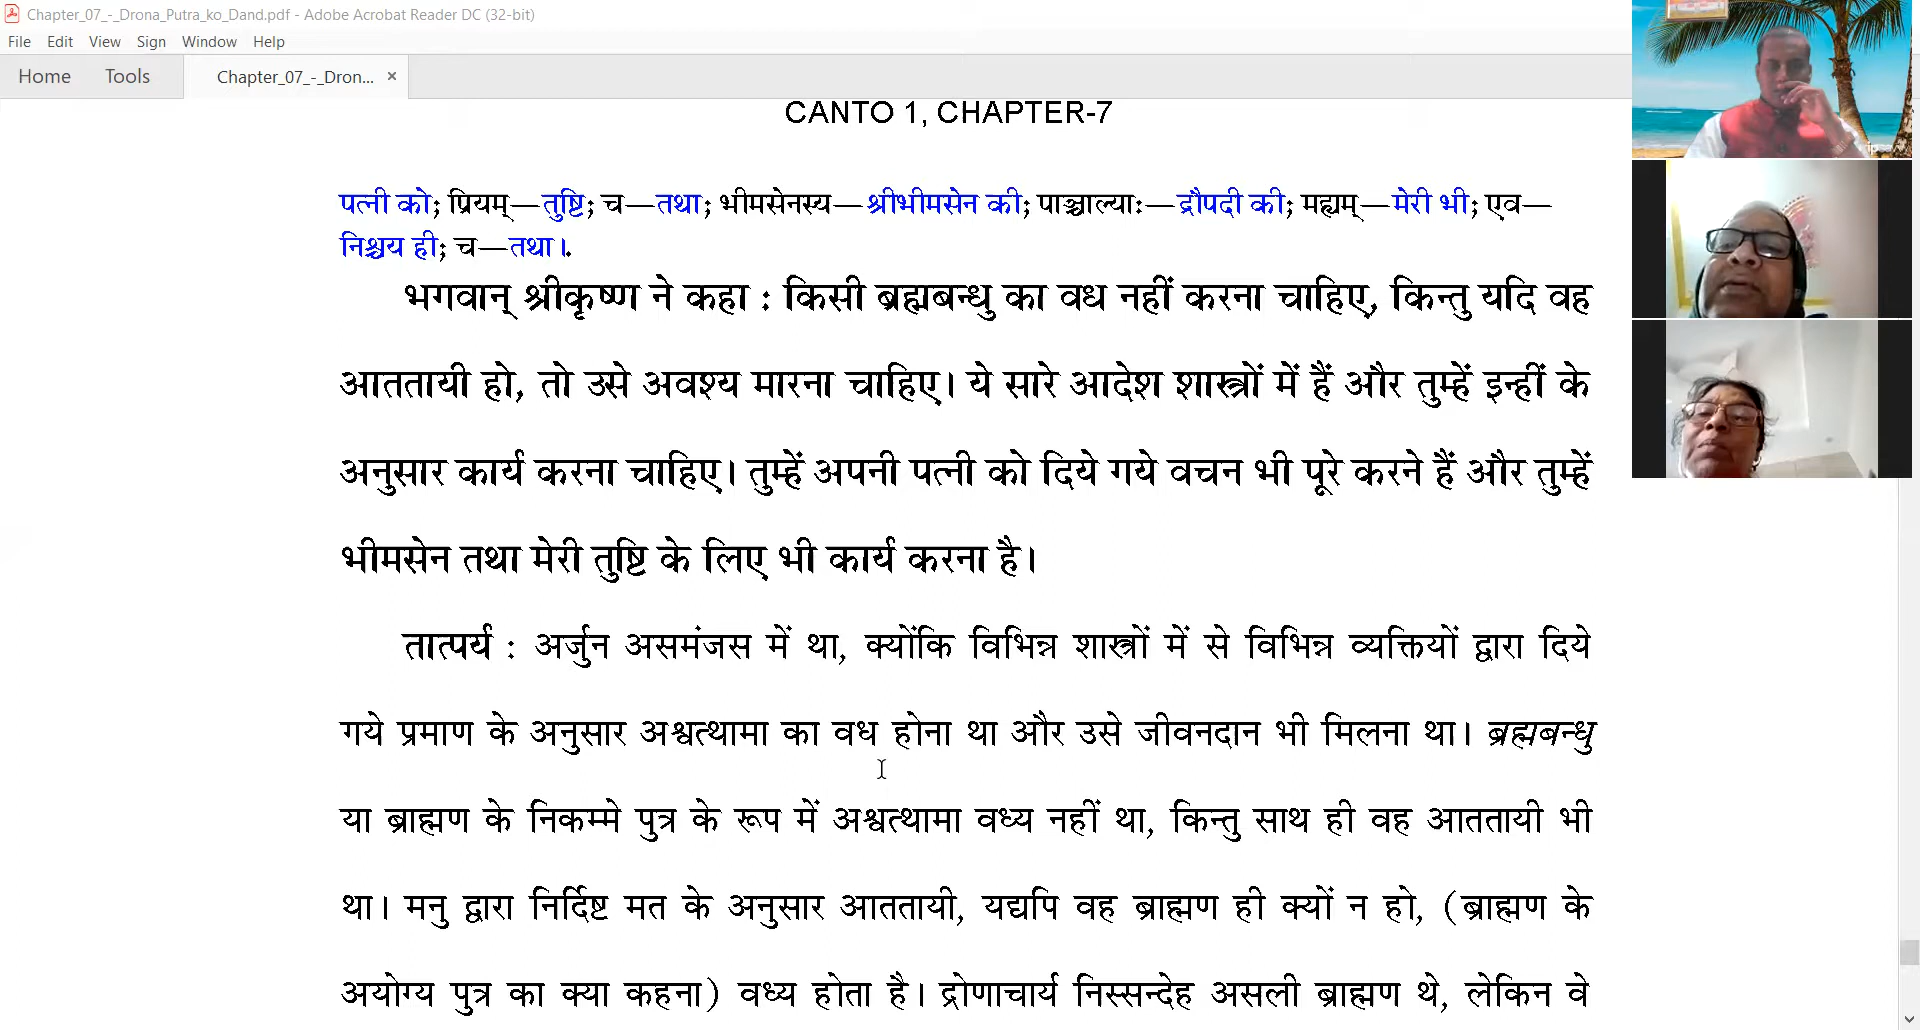 Chapter_07_-_Drona_Putra_ko_Dand.pdf - Adobe Acrobat Reader DC (32-bit)
File Edit View Sign Window Help
Home Tools Chapter_07_-_Dron... ×
CANTO 1, CHAPTER-7
पत्नी को; प्रियम्—तुष्टि; च—तथा; भीमसेनस्य—श्रीभीमसेन की; पाञ्चाल्याः—द्रौपदी की; मह्यम्—मेरी भी; एव—
निश्चय ही; च—तथा।.
भगवान् श्रीकृष्ण ने कहा : किसी ब्रह्मबन्धु का वध नहीं करना चाहिए, किन्तु यदि वह
आततायी हो, तो उसे अवश्य मारना चाहिए। ये सारे आदेश शास्त्रों में हैं और तुम्हें इन्हीं के
अनुसार कार्य करना चाहिए। तुम्हें अपनी पत्नी को दिये गये वचन भी पूरे करने हैं और तुम्हें
भीमसेन तथा मेरी तुष्टि के लिए भी कार्य करना है।
तात्पर्य : अर्जुन असमंजस में था, क्योंकि विभिन्न शास्त्रों में से विभिन्न व्यक्तियों द्वारा दिये
गये प्रमाण के अनुसार अश्वत्थामा का वध होना था और उसे जीवनदान भी मिलना था। ब्रह्मबन्धु
या ब्राह्मण के निकम्मे पुत्र के रूप में अश्वत्थामा वध्य नहीं था, किन्तु साथ ही वह आततायी भी
था। मनु द्वारा निर्दिष्ट मत के अनुसार आततायी, यद्यपि वह ब्राह्मण ही क्यों न हो, (ब्राह्मण के
अयोग्य पुत्र का क्या कहना) वध्य होता है। द्रोणाचार्य निस्सन्देह असली ब्राह्मण थे, लेकिन वे